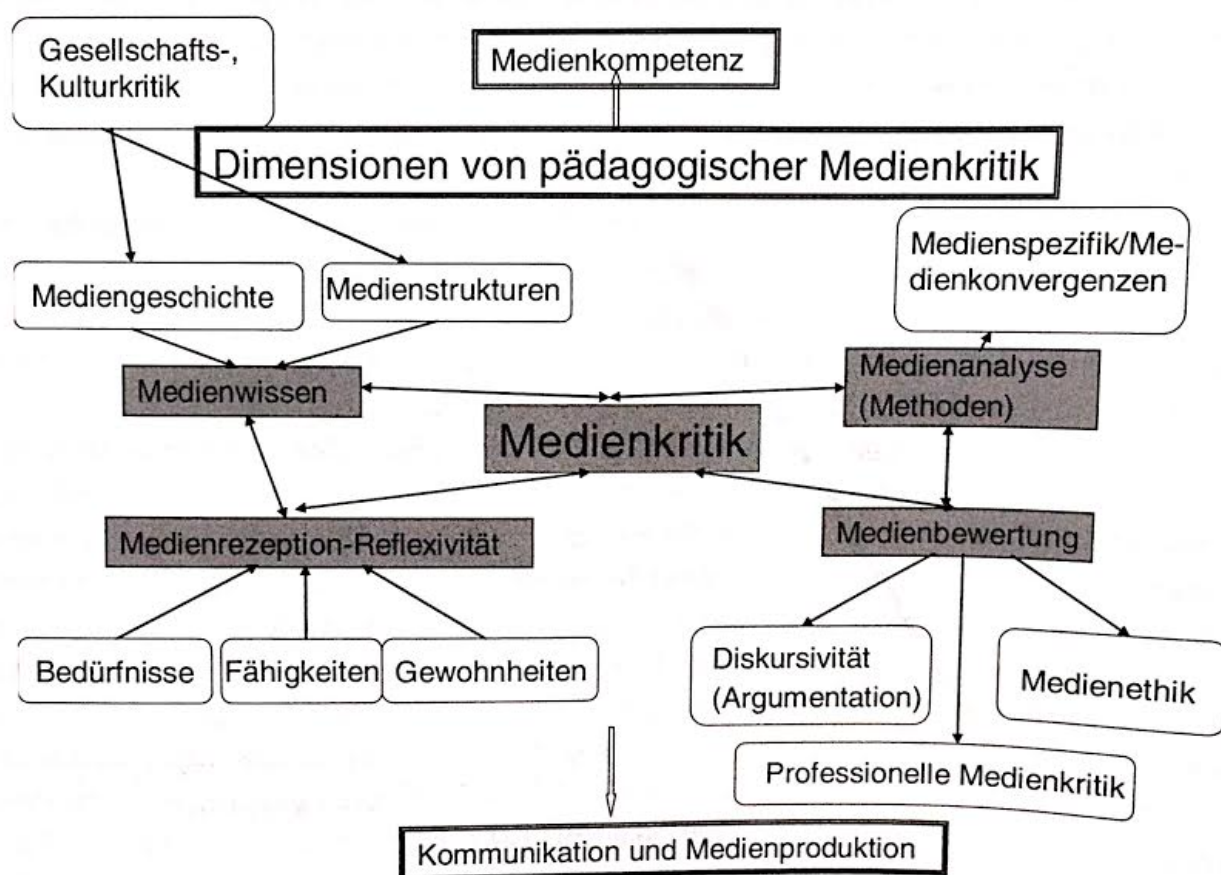 Gesellschafts-,
Kulturkritik
Medienkompetenz
Dimensionen von pädagogischer Medienkritik
Medienspezifik/Me-
dienkonvergenzen
Mediengeschichte
Medienstrukturen
Medienwissen
Medienanalyse
(Methoden)
Medienkritik
Medienrezeption-Reflexivität
Medienbewertung
Bedürfnisse
Fähigkeiten
Gewohnheiten
Diskursivität
(Argumentation)
Medienethik
Professionelle Medienkritik
Kommunikation und Medienproduktion